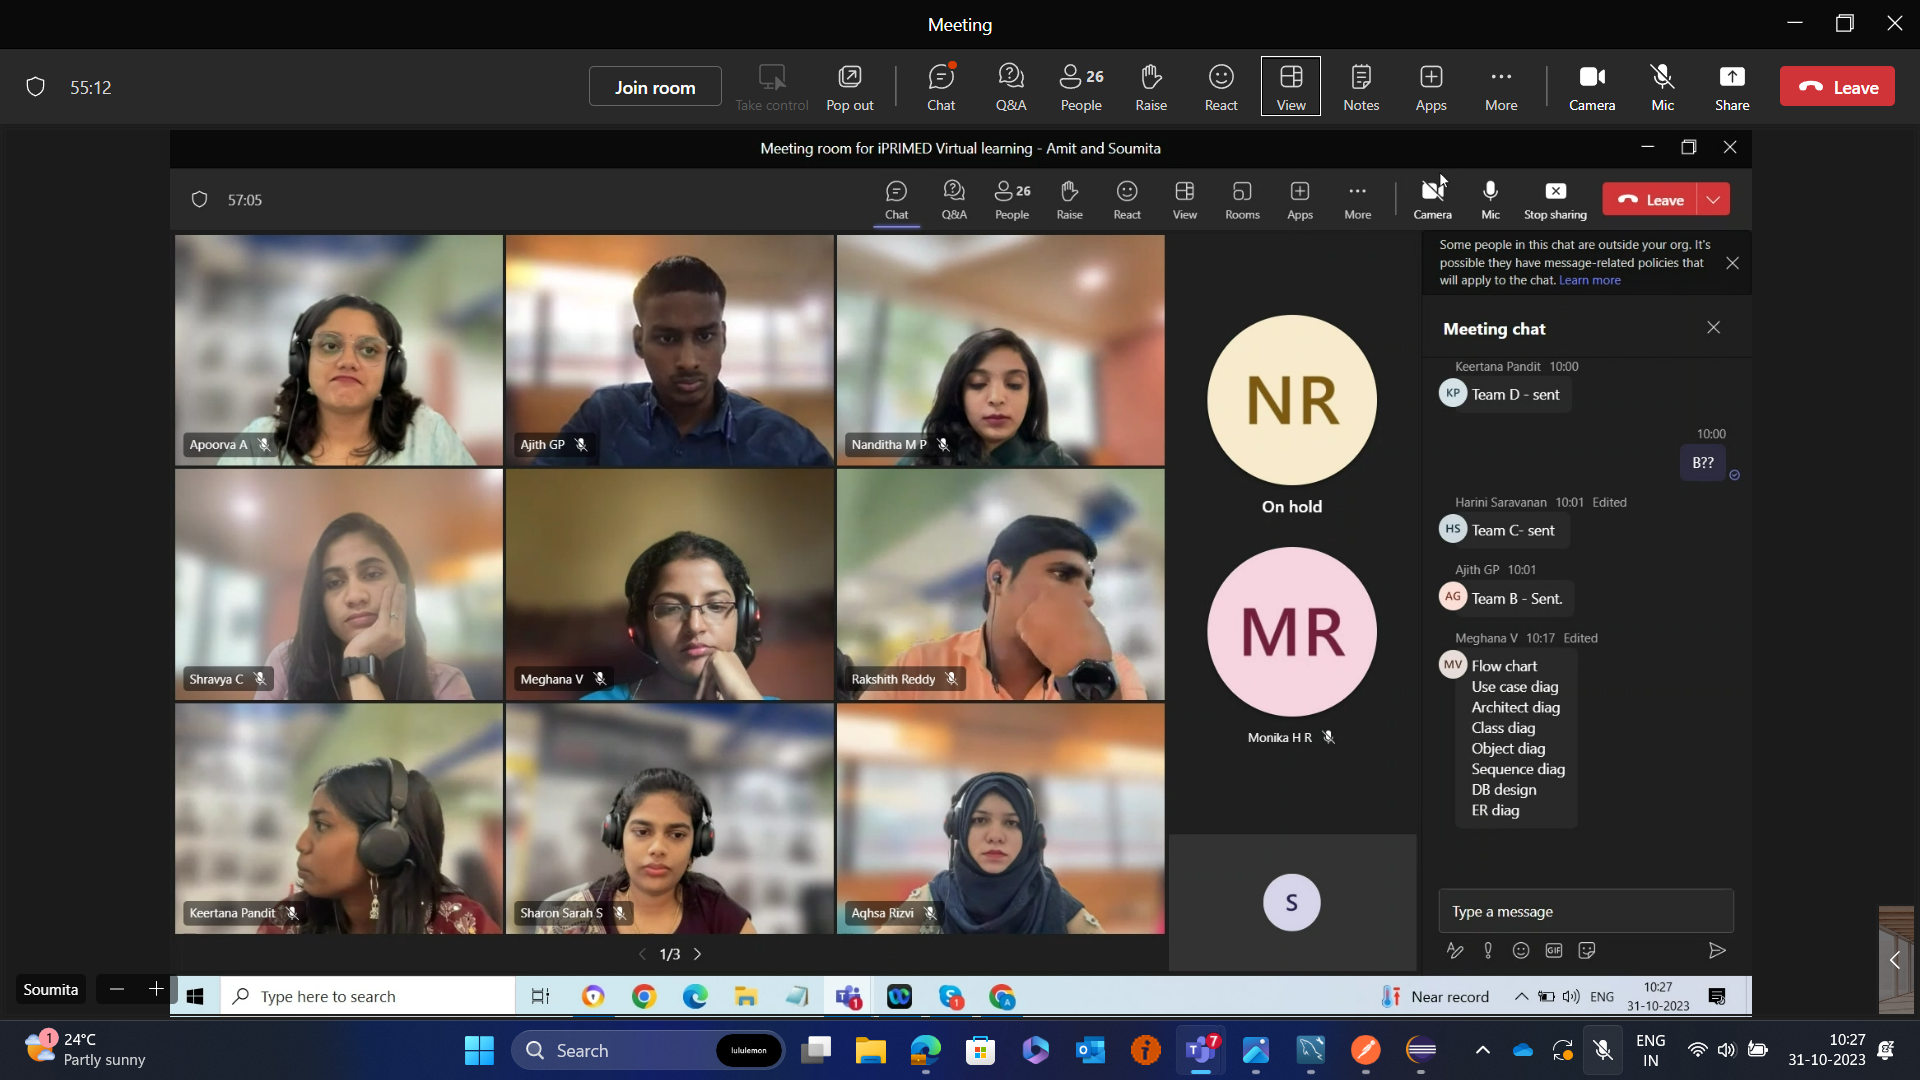 Meeting
55:12
Join room
Take control
Pop out
Chat
Q&A
26
People
Raise
React
View
Notes
Apps
More
Camera
Mic
Share
Leave
Meeting room for iPRIMED Virtual learning - Amit and Soumita
57:05
Chat
Q&A
26
People
Raise
React
View
Rooms
Apps
More
Camera
Mic
Stop sharing
Leave
Apoorva A
Ajith GP
Nanditha M P
Shravya C
Meghana V
Rakshith Reddy
Keertana Pandit
Sharon Sarah S
Aqhsa Rizvi
1/3
NR
On hold
MR
Monika H R
S
Some people in this chat are outside your org. It's
possible they have message-related policies that
will apply to the chat. Learn more
Meeting chat
Keertana Pandit 10:00
KP
Team D - sent
10:00
B??
Harini Saravanan 10:01 Edited
HS
Team C- sent
Ajith GP 10:01
AG
Team B - Sent.
Meghana V 10:17 Edited
MV
Flow chart
Use case diag
Architect diag
Class diag
Object diag
Sequence diag
DB design
ER diag
Type a message
GIF
Soumita
Type here to search
1
1
A
Near record
ENG
10:27
31-10-2023
1
24°C
Partly sunny
Search
lululemon
7
ENG
IN
10:27
31-10-2023